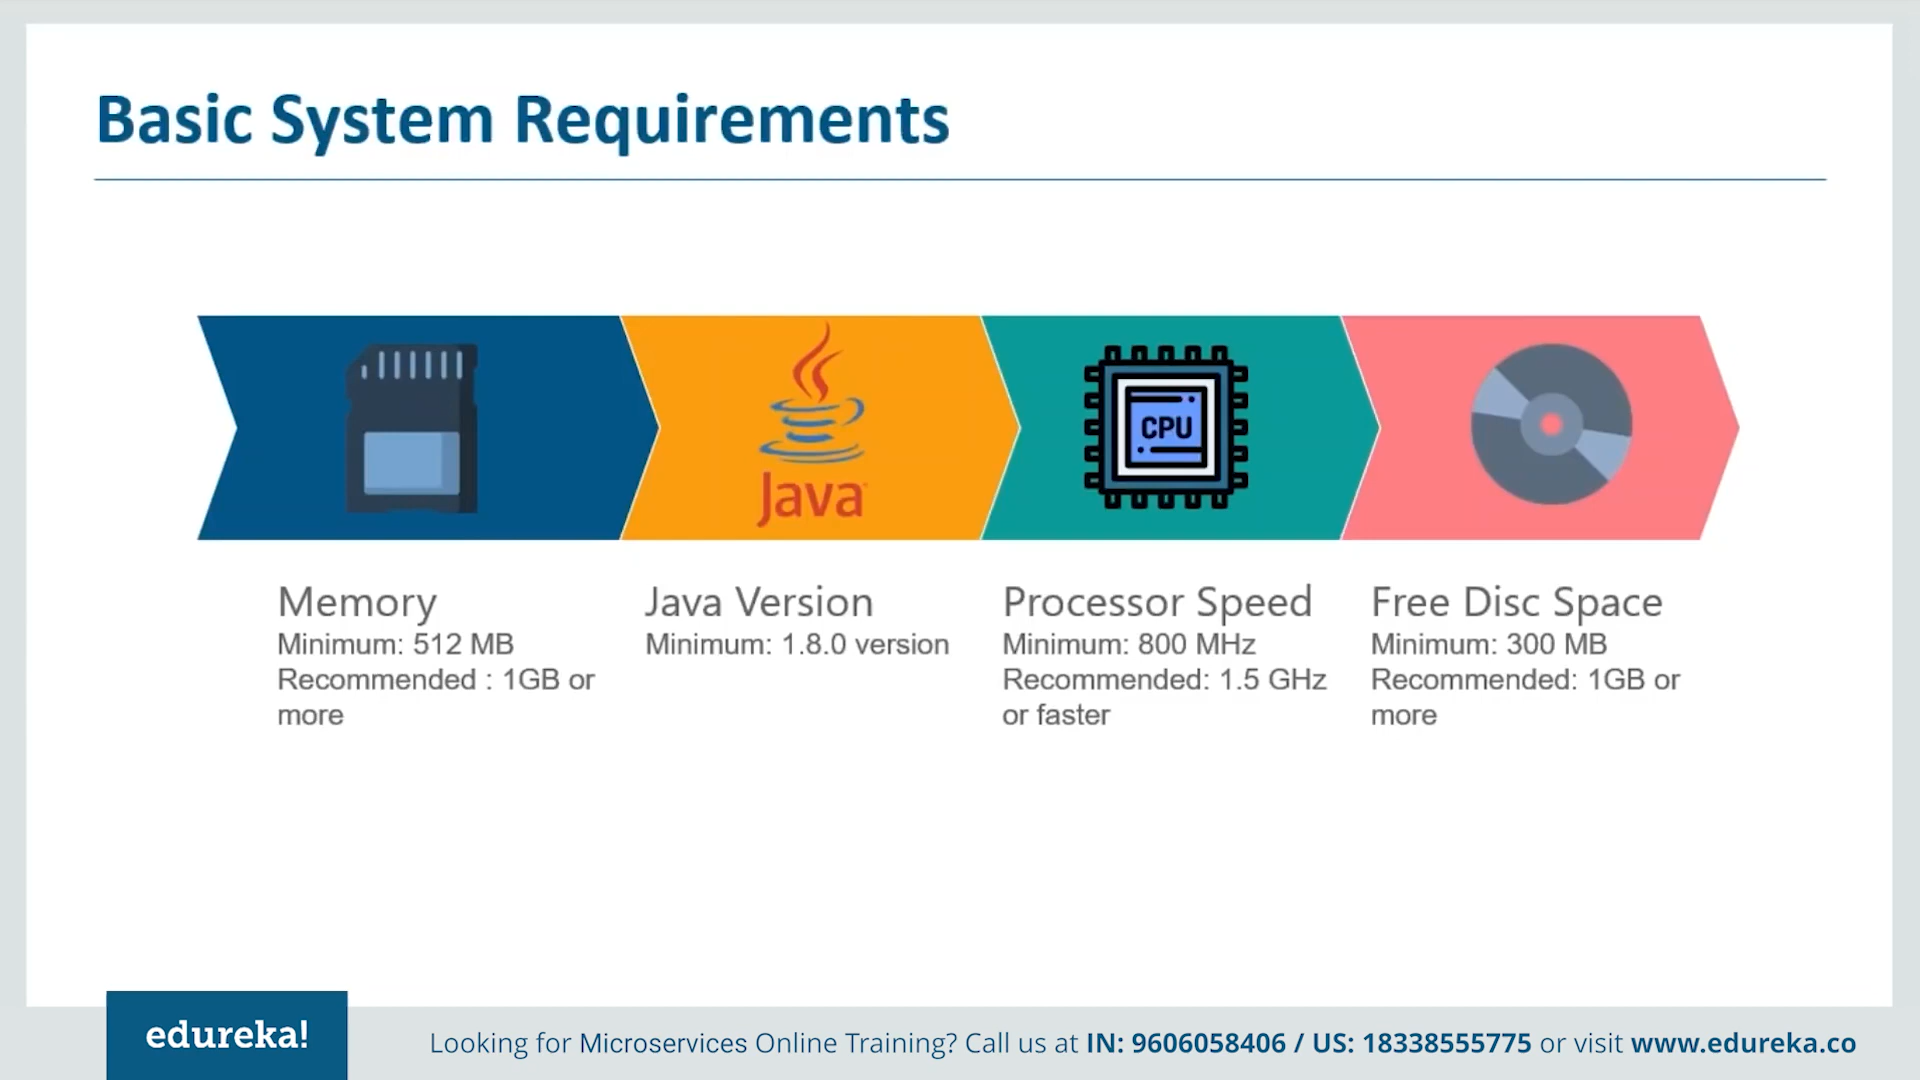 Basic System Requirements
Java
CPU
Memory
Minimum: 512 MB
Recommended : 1GB or
more
Java Version
Minimum: 1.8.0 version
Processor Speed
Minimum: 800 MHz
Recommended: 1.5 GHz
or faster
Free Disc Space
Minimum: 300 MB
Recommended: 1GB or
more
edureka!
Looking for Microservices Online Training? Call us at IN: 9606058406 / US: 18338555775 or visit www.edureka.co